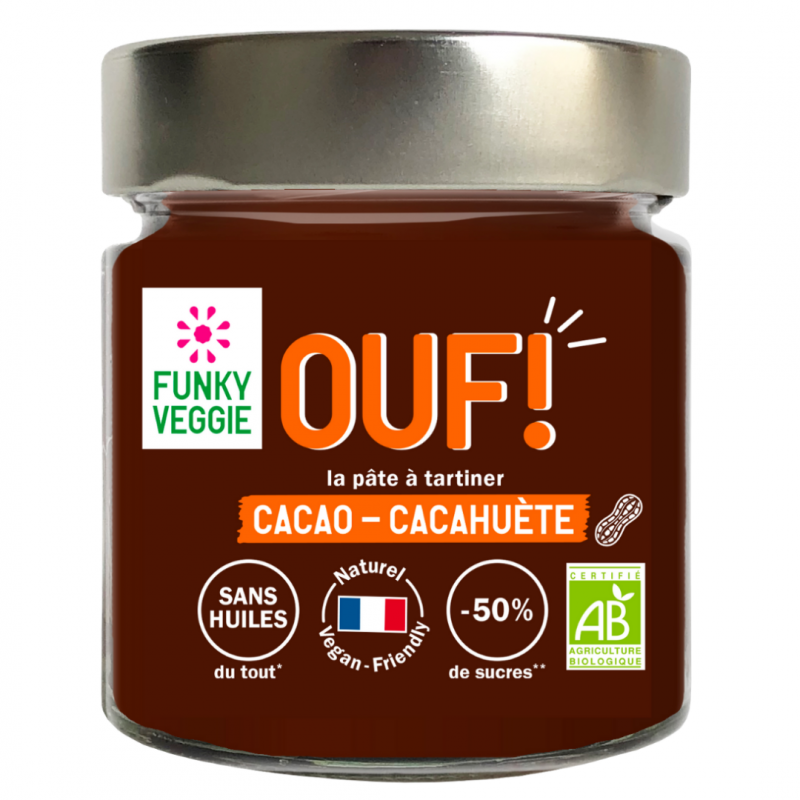 FUNKY
VEGGIE
OUF!
la pâte à tartiner
CACAO – CACAHUÈTE
SANS
HUILES
du tout*
Naturel
Vegan-Friendly
-50%
de sucres**
CERTIFIÉ
AB
AGRICULTURE
BIOLOGIQUE